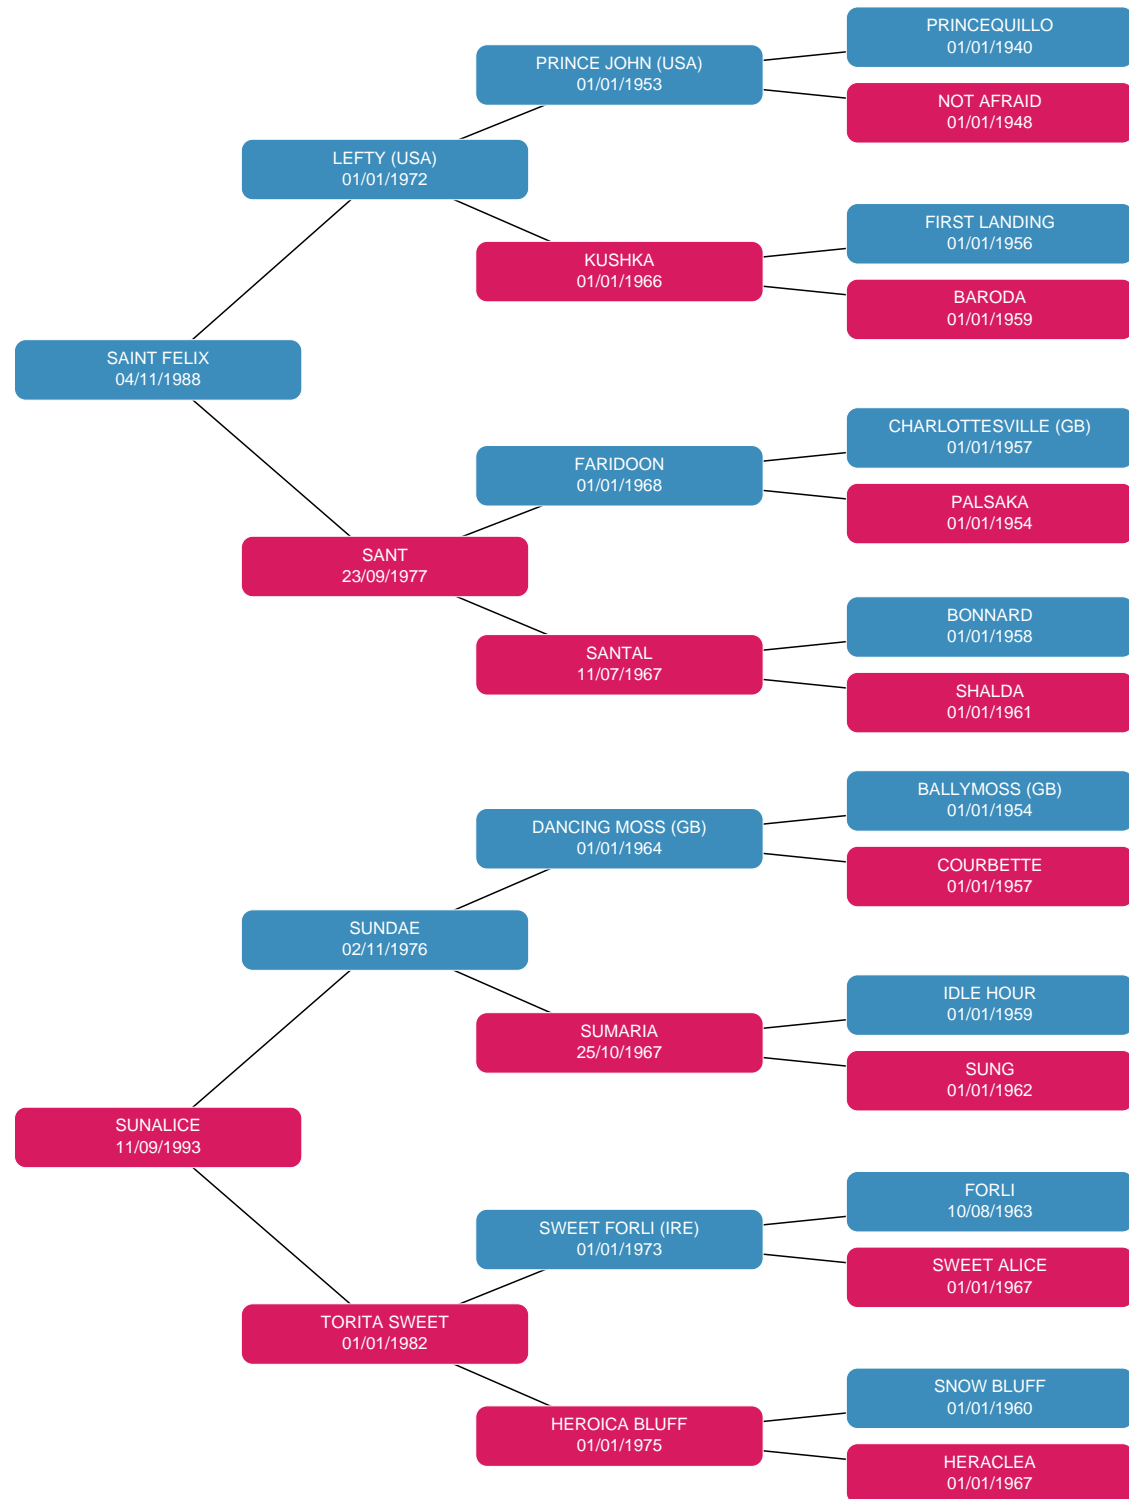 PRINCEQUILLO
01/01/1940
PRINCE JOHN (USA)
01/01/1953
NOT AFRAID
01/01/1948
LEFTY (USA)
01/01/1972
FIRST LANDING
01/01/1956
KUSHKA
01/01/1966
BARODA
01/01/1959
SAINT FELIX
04/11/1988
CHARLOTTESVILLE (GB)
01/01/1957
FARIDOON
01/01/1968
PALSAKA
01/01/1954
SANT
23/09/1977
BONNARD
01/01/1958
SANTAL
11/07/1967
SHALDA
01/01/1961
BALLYMOSS (GB)
01/01/1954
DANCING MOSS (GB)
01/01/1964
COURBETTE
01/01/1957
SUNDAE
02/11/1976
IDLE HOUR
01/01/1959
SUMARIA
25/10/1967
SUNG
01/01/1962
SUNALICE
11/09/1993
FORLI
10/08/1963
SWEET FORLI (IRE)
01/01/1973
SWEET ALICE
01/01/1967
TORITA SWEET
01/01/1982
SNOW BLUFF
01/01/1960
HEROICA BLUFF
01/01/1975
HERACLEA
01/01/1967